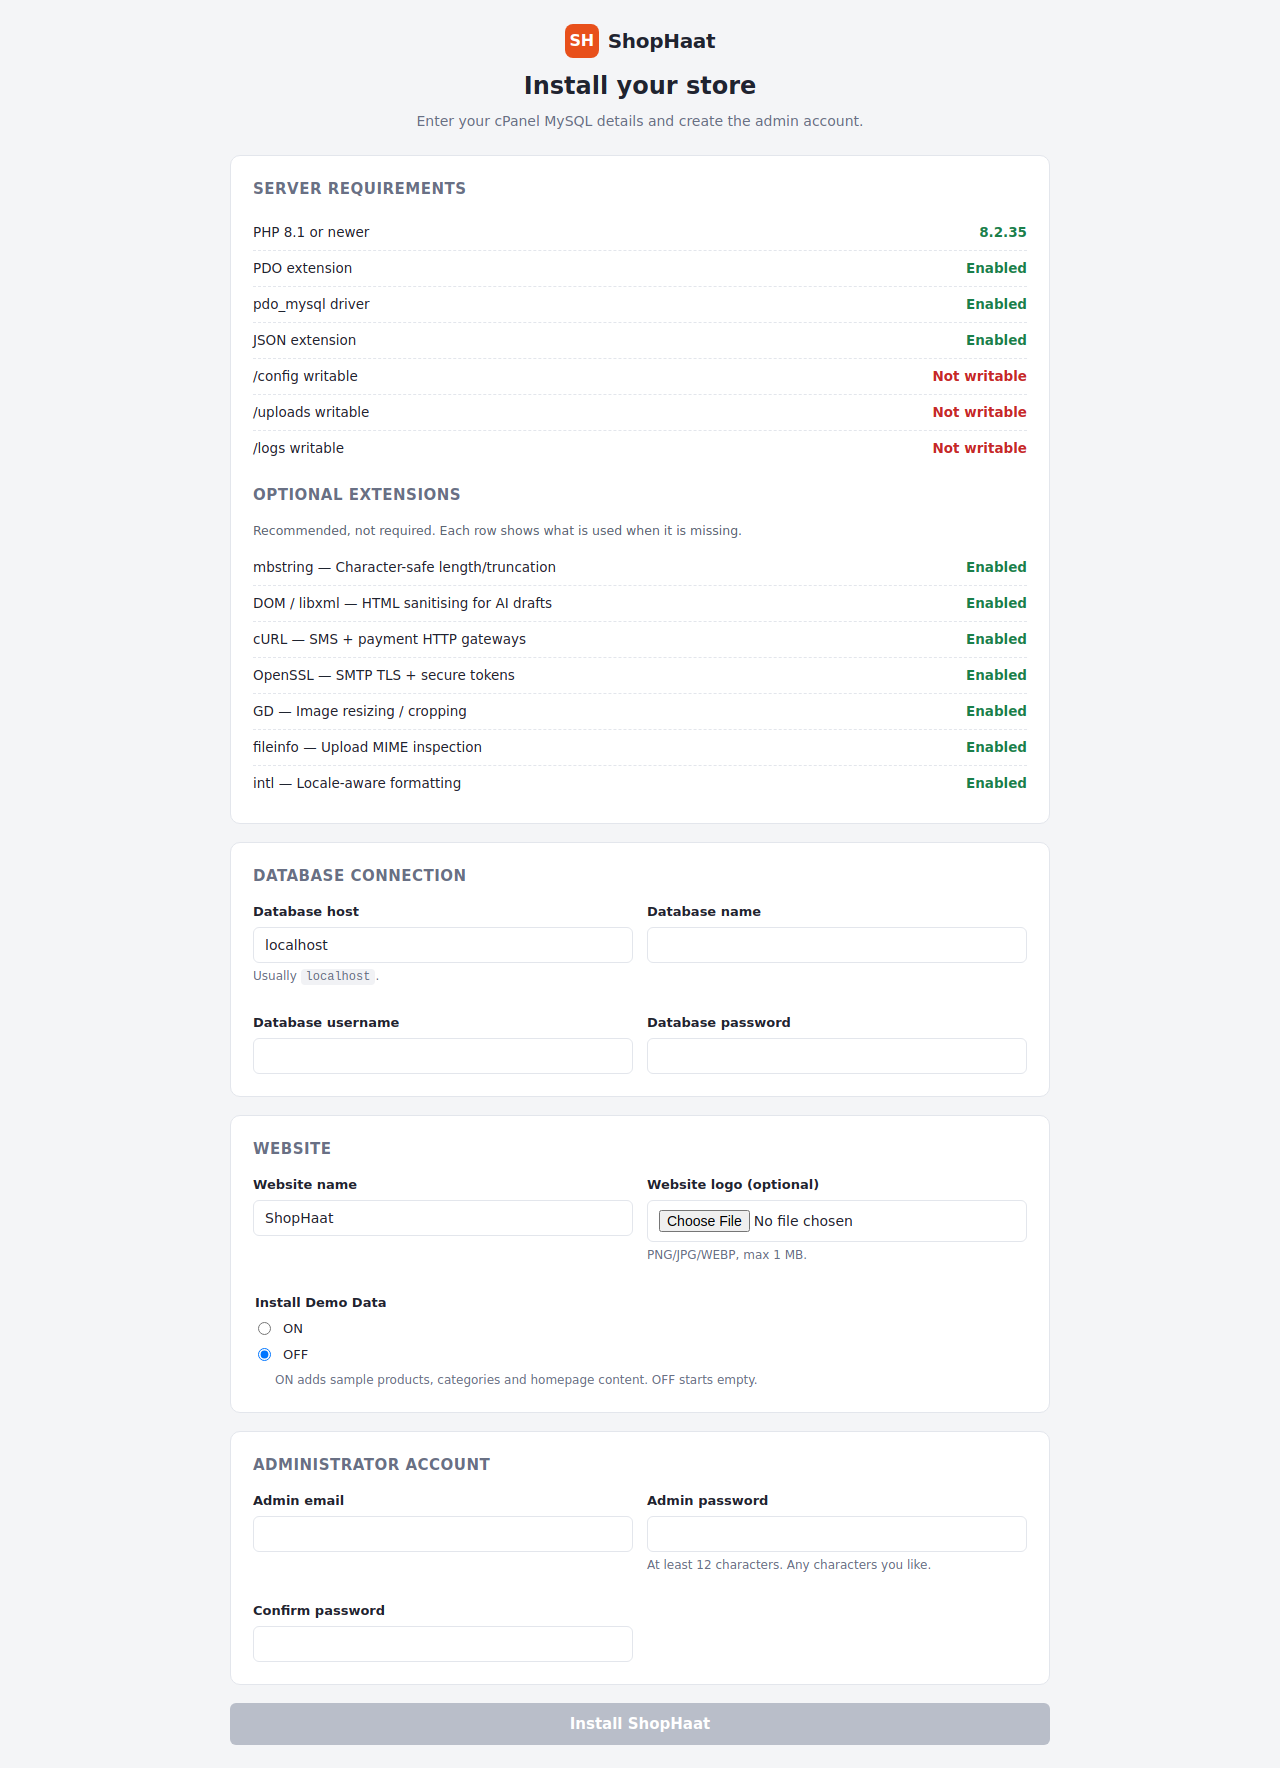 SH ShopHaat
Install your store
Enter your cPanel MySQL details and create the admin account.
SERVER REQUIREMENTS
PHP 8.1 or newer 8.2.35
PDO extension Enabled
pdo_mysql driver Enabled
JSON extension Enabled
/config writable Not writable
/uploads writable Not writable
/logs writable Not writable
OPTIONAL EXTENSIONS
Recommended, not required. Each row shows what is used when it is missing.
mbstring — Character-safe length/truncation Enabled
DOM / libxml — HTML sanitising for AI drafts Enabled
cURL — SMS + payment HTTP gateways Enabled
OpenSSL — SMTP TLS + secure tokens Enabled
GD — Image resizing / cropping Enabled
fileinfo — Upload MIME inspection Enabled
intl — Locale-aware formatting Enabled
DATABASE CONNECTION
Database host Database name
localhost
Usually localhost.
Database username Database password
WEBSITE
Website name Website logo (optional)
ShopHaat Choose File No file chosen
PNG/JPG/WEBP, max 1 MB.
Install Demo Data
ON
OFF
ON adds sample products, categories and homepage content. OFF starts empty.
ADMINISTRATOR ACCOUNT
Admin email Admin password
At least 12 characters. Any characters you like.
Confirm password
Install ShopHaat